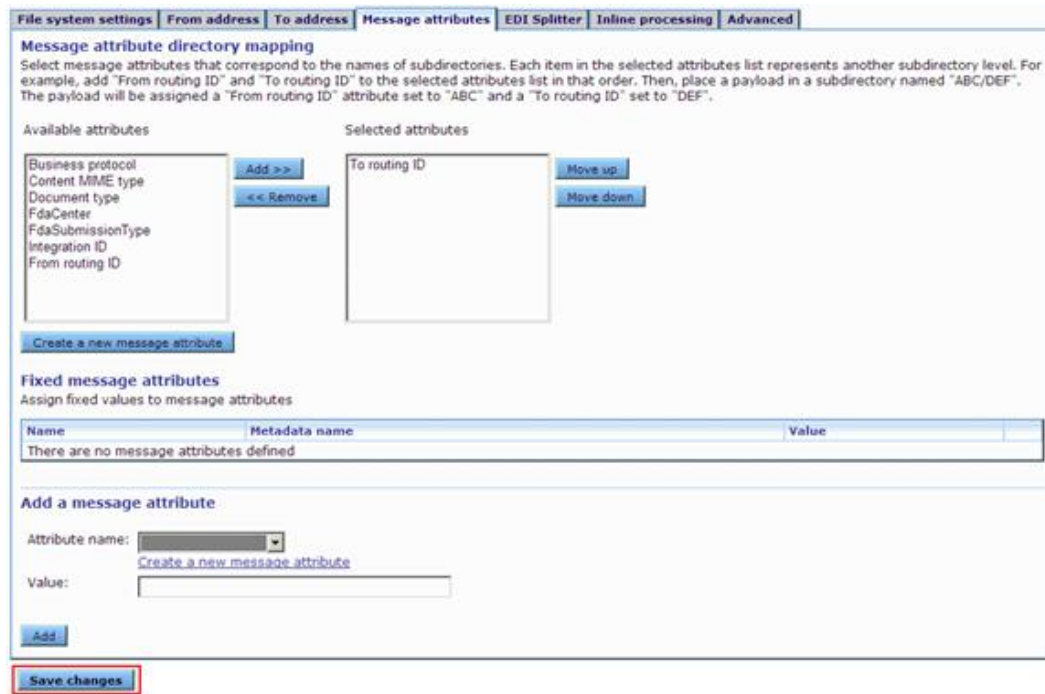 File system settings From address To address Message attributes EDI Splitter Inline processing Advanced
Message attribute directory mapping
Select message attributes that correspond to the names of subdirectories. Each item in the selected attributes list represents another subdirectory level. For
example, add "From routing ID" and "To routing ID" to the selected attributes list in that order. Then, place a payload in a subdirectory named "ABC/DEF".
The payload will be assigned a "From routing ID" attribute set to "ABC" and a "To routing ID" set to "DEF".
Available attributes
Selected attributes
Business protocol
Content MIME type
Document type
FdaCenter
FdaSubmissionType
Integration ID
From routing ID
Add >>
<< Remove
To routing ID
Move up
Move down
Create a new message attribute
Fixed message attributes
Assign fixed values to message attributes
Name Metadata name Value
There are no message attributes defined
Add a message attribute
Attribute name:
Create a new message attribute
Value:
Add
Save changes